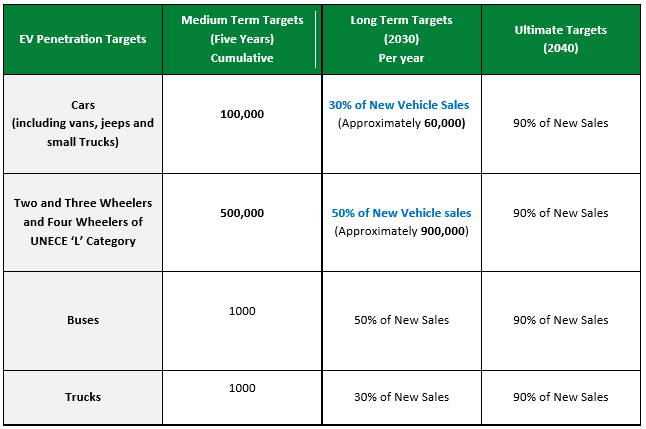 EV Penetration Targets
Medium Term Targets
(Five Years)
Cumulative
Long Term Targets
(2030)
Per year
Ultimate Targets
(2040)
Cars
(including vans, jeeps and
small Trucks)
100,000
30% of New Vehicle Sales
(Approximately 60,000)
90% of New Sales
Two and Three Wheelers
and Four Wheelers of
UNECE ‘L’ Category
500,000
50% of New Vehicle sales
(Approximately 900,000)
90% of New Sales
Buses
1000
50% of New Sales
90% of New Sales
Trucks
1000
30% of New Sales
90% of New Sales